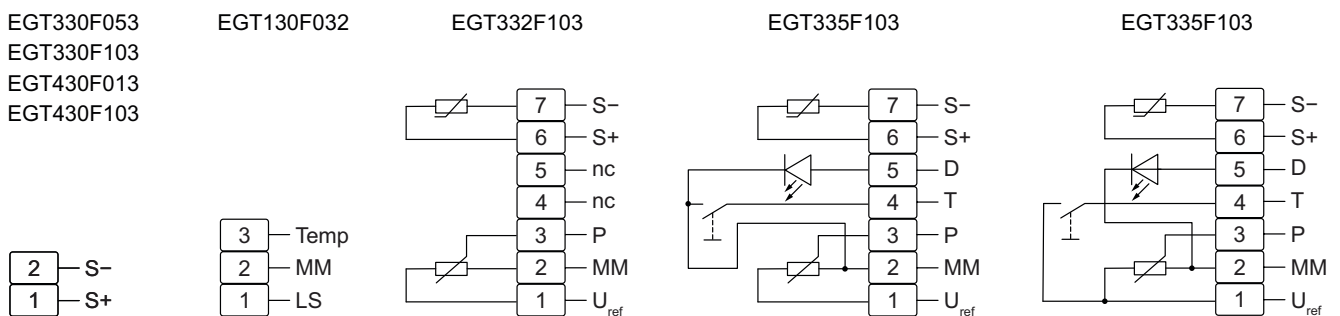 EGT330F053
EGT330F103
EGT430F013
EGT430F103
2 S−
1 S+
EGT130F032
3 Temp
2 MM
1 LS
EGT332F103
7 S−
6 S+
5 nc
4 nc
3 P
2 MM
1 Uref
EGT335F103
7 S−
6 S+
5 D
4 T
3 P
2 MM
1 Uref
EGT335F103
7 S−
6 S+
5 D
4 T
3 P
2 MM
1 Uref